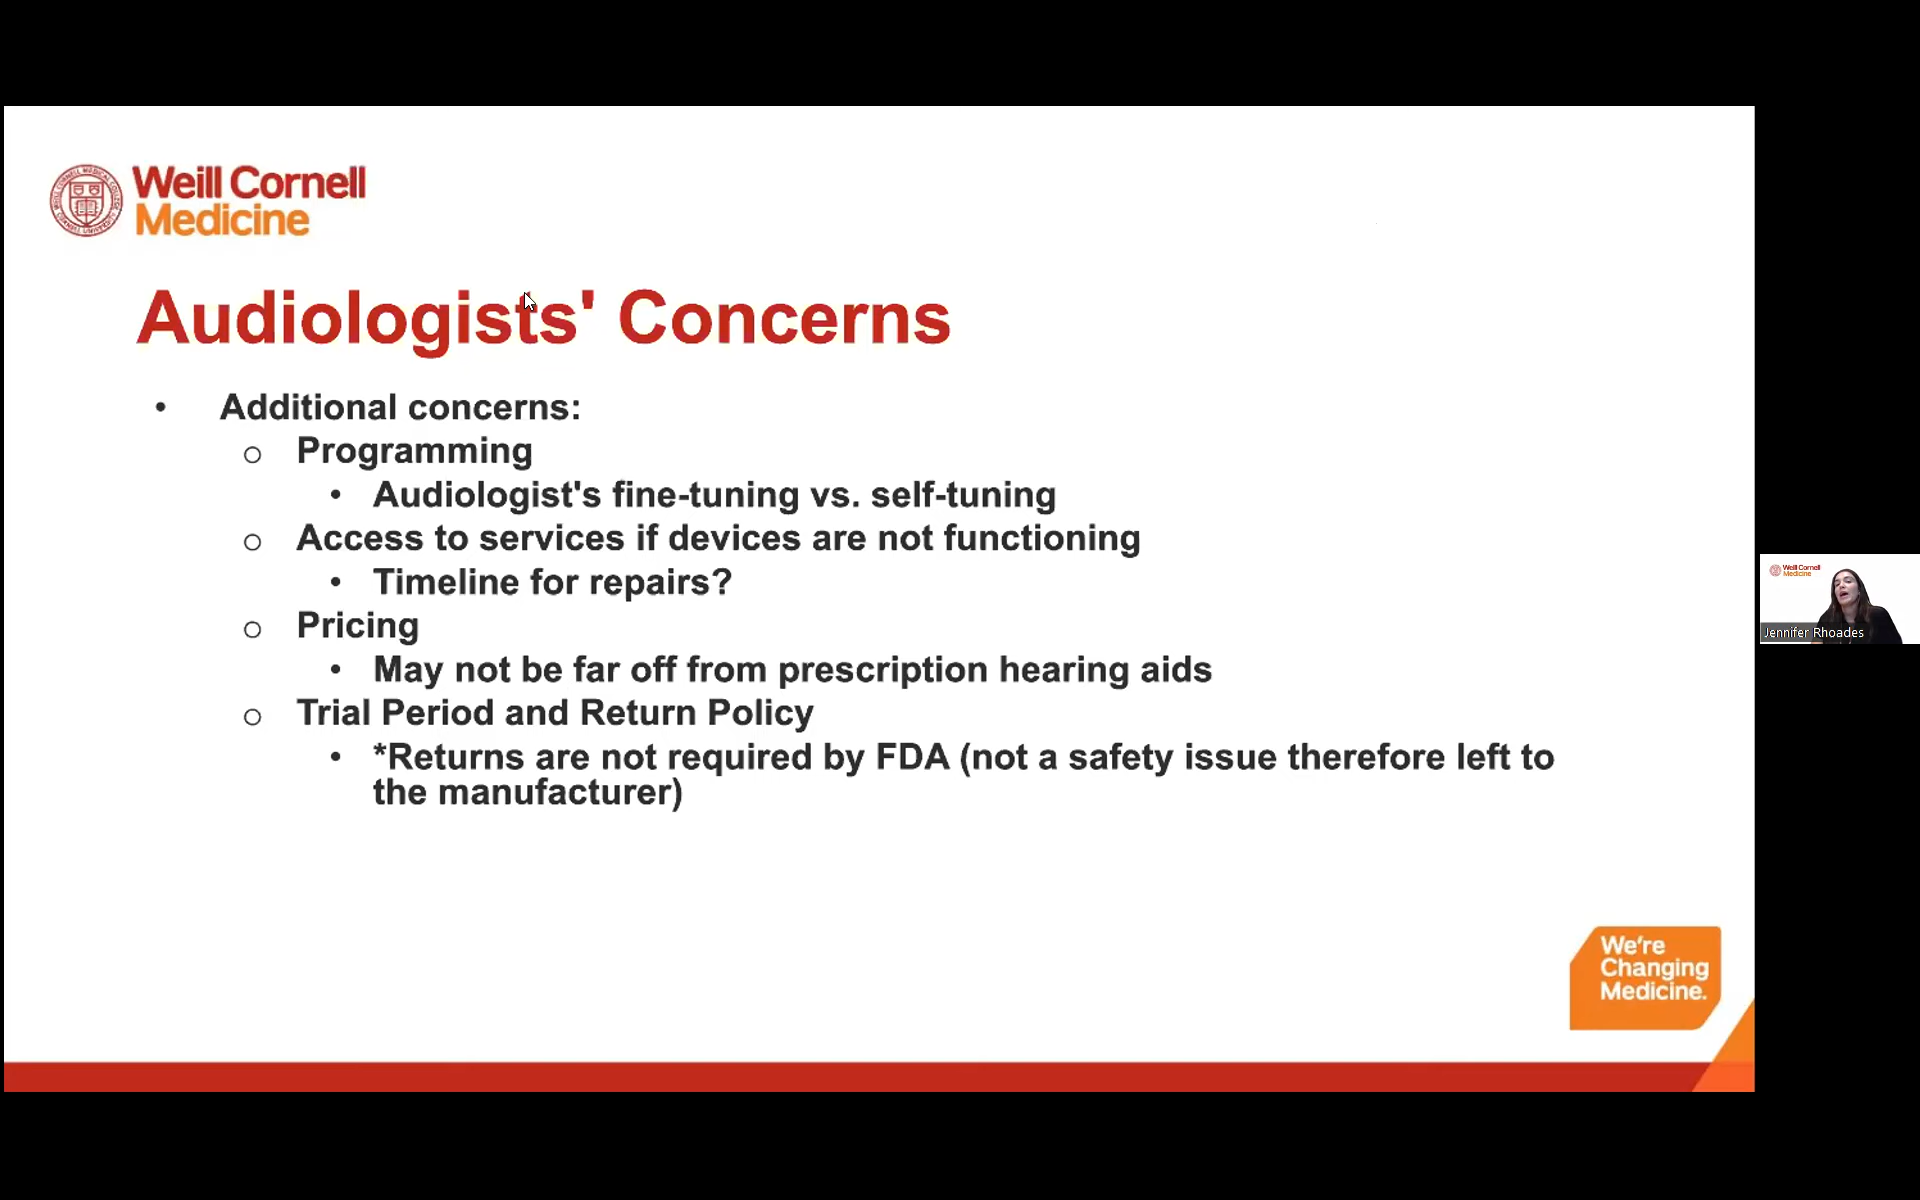 Weill Cornell
Medicine
Audiologists' Concerns
• Additional concerns:
o Programming
• Audiologist's fine-tuning vs. self-tuning
o Access to services if devices are not functioning
• Timeline for repairs?
o Pricing
• May not be far off from prescription hearing aids
o Trial Period and Return Policy
• *Returns are not required by FDA (not a safety issue therefore left to
the manufacturer)
We're
Changing
Medicine.
Weill Cornell
Medicine
Jennifer Rhoades